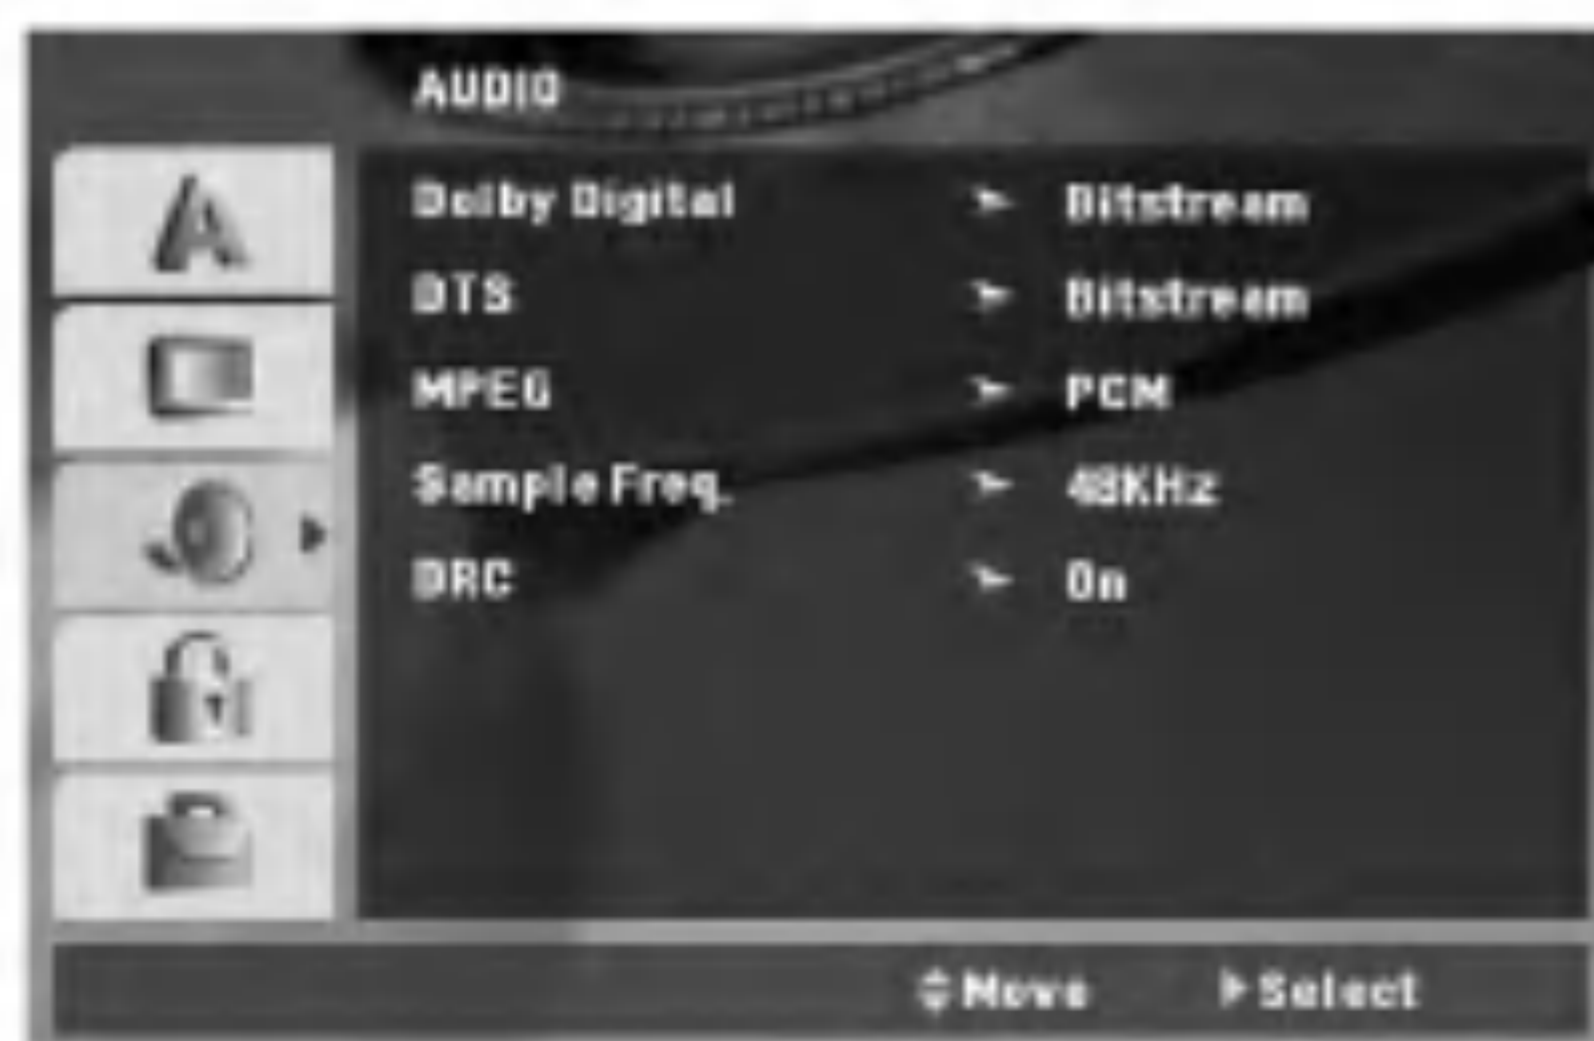 AUDIO
Dolby Digital Bitstream
DTS Bitstream
MPEG PCM
Sample Freq. 48KHz
DRC On
Move Select